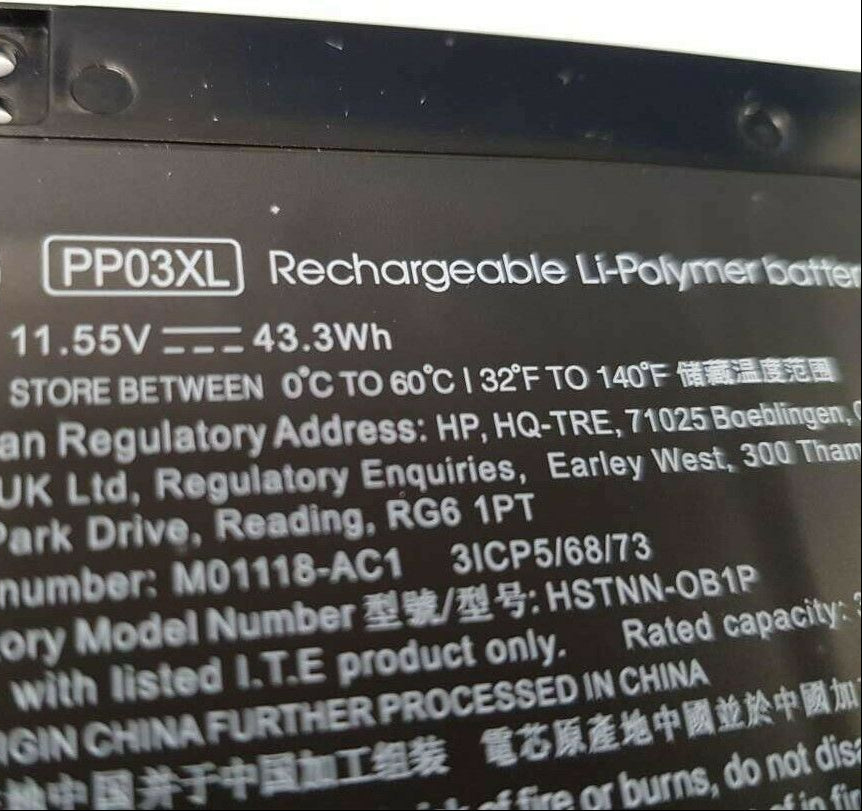 PP03XL Rechargeable Li-Polymer batter
11.55V 43.3Wh
STORE BETWEEN 0°C TO 60°C | 32°F TO 140°F 储藏温度范围
an Regulatory Address: HP, HQ-TRE, 71025 Boeblingen,
UK Ltd, Regulatory Enquiries, Earley West, 300 Tham
Park Drive, Reading, RG6 1PT
number: M01118-AC1 3ICP5/68/73
ory Model Number 型號/型号: HSTNN-OB1P
with listed I.T.E product only. Rated capacity:
RGIN CHINA FURTHER PROCESSED IN CHINA
地中国并于中国加工组装 電芯原產地中國並於中國加
of fire or burns, do not disa